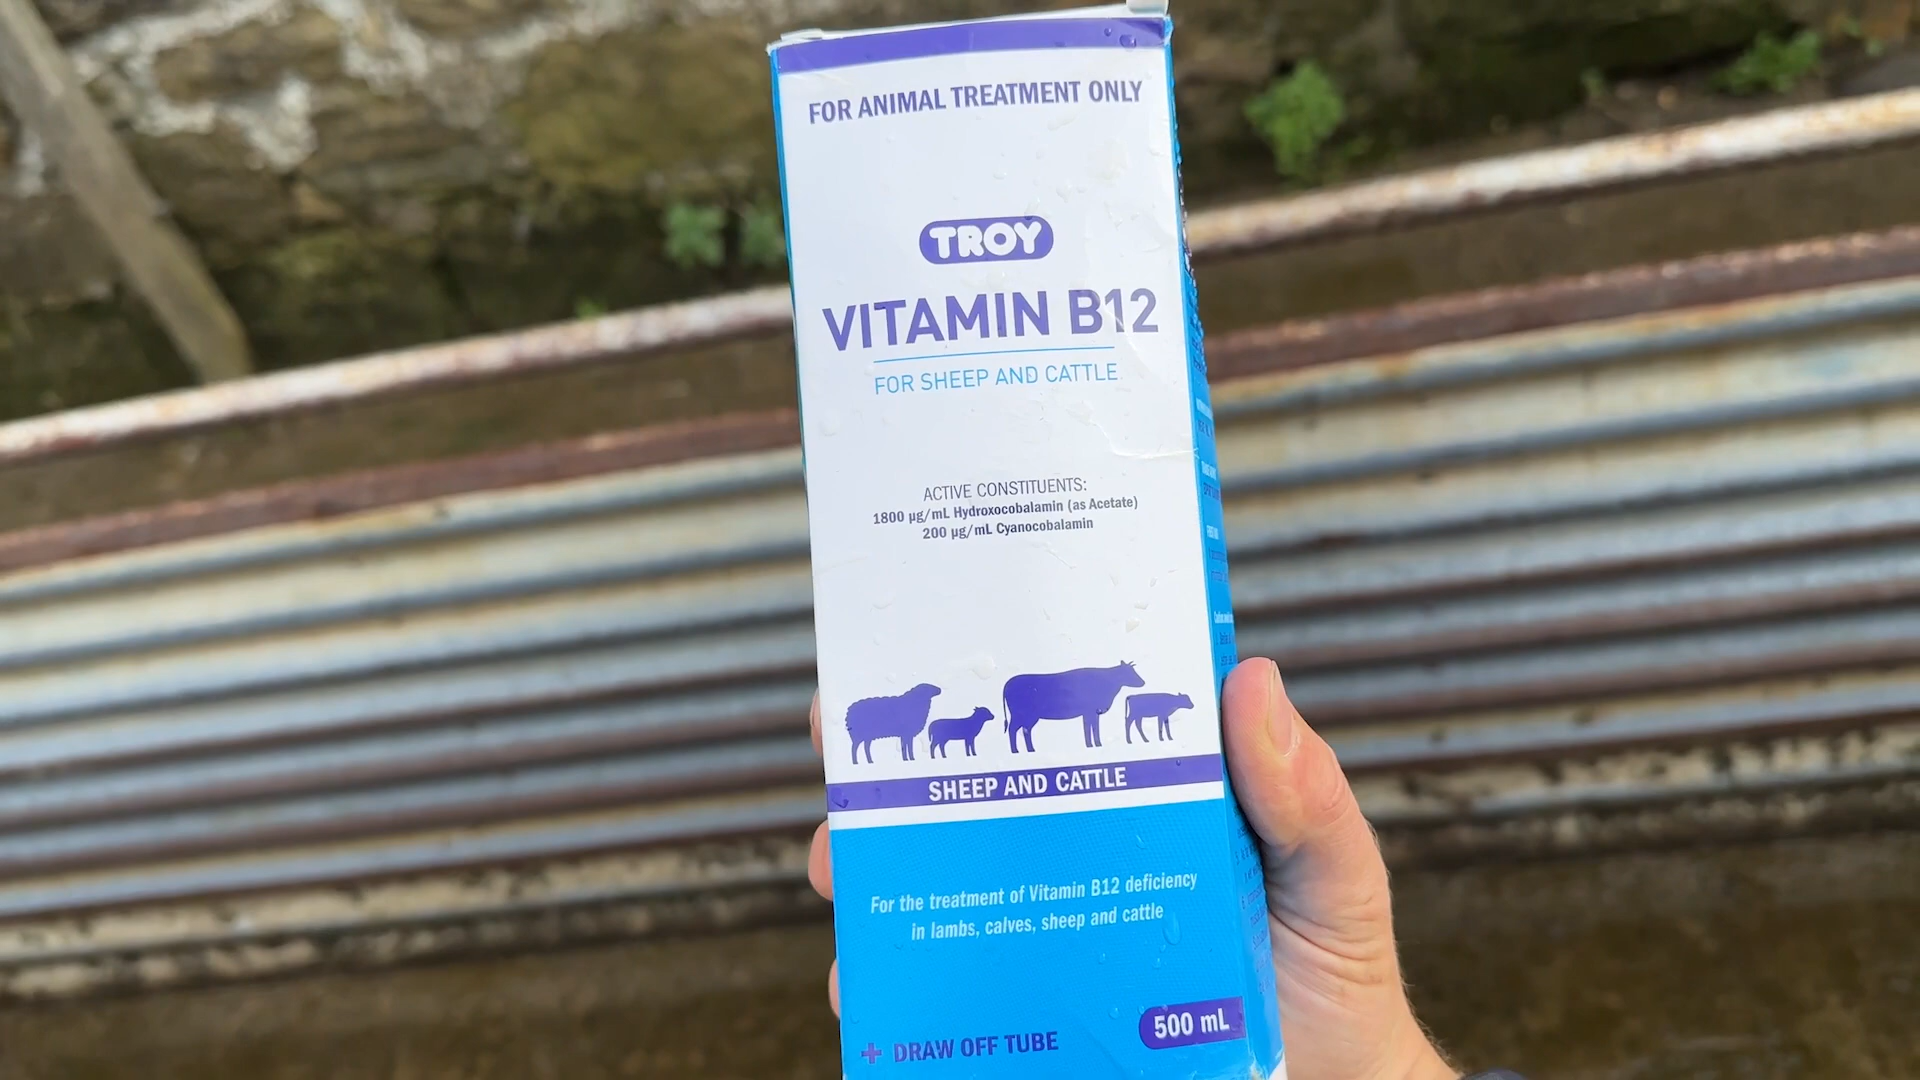 FOR ANIMAL TREATMENT ONLY
TROY
VITAMIN B12
FOR SHEEP AND CATTLE
ACTIVE CONSTITUENTS:
1800 µg/mL Hydroxocobalamin (as Acetate)
200 µg/mL Cyanocobalamin
SHEEP AND CATTLE
For the treatment of Vitamin B12 deficiency
in lambs, calves, sheep and cattle
+ DRAW OFF TUBE
500 mL